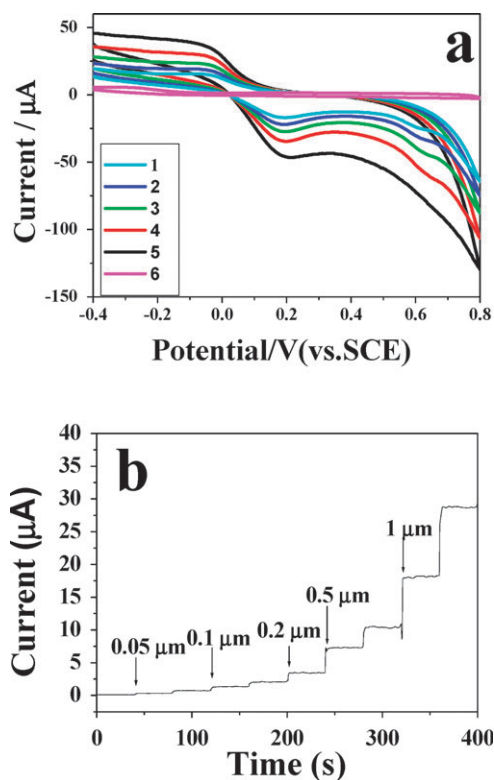 a
50
0
-50
-100
-150
Current / μA
1
2
3
4
5
6
-0.4
-0.2
0.0
0.2
0.4
0.6
0.8
Potential/V(vs.SCE)
b
40
35
30
25
20
15
10
5
0
Current (μA)
0.05 μm
0.1 μm
0.2 μm
0.5 μm
1 μm
0
100
200
300
400
Time (s)